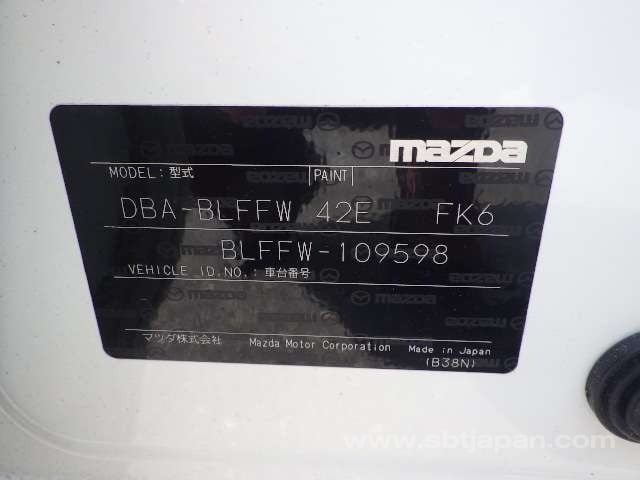 mazda
MODEL:型式 PAINT
DBA-BLFFW 42E FK6
BLFFW-109598
VEHICLE ID.NO.:車台番号
マツダ株式会社 Mazda Motor Corporation Made in Japan
(B38N)
www.sbtjapan.com